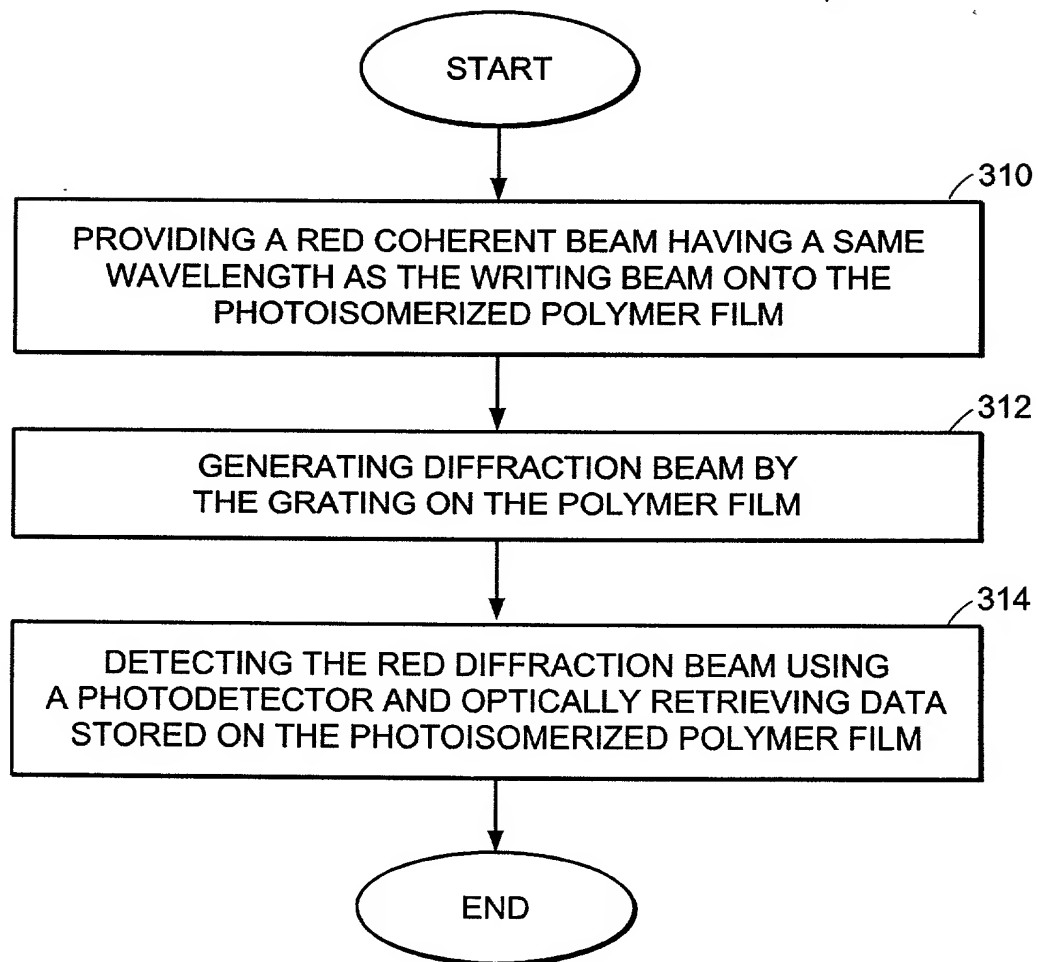 START
310
PROVIDING A RED COHERENT BEAM HAVING A SAME
WAVELENGTH AS THE WRITING BEAM ONTO THE
PHOTOISOMERIZED POLYMER FILM
312
GENERATING DIFFRACTION BEAM BY
THE GRATING ON THE POLYMER FILM
314
DETECTING THE RED DIFFRACTION BEAM USING
A PHOTODETECTOR AND OPTICALLY RETRIEVING DATA
STORED ON THE PHOTOISOMERIZED POLYMER FILM
END